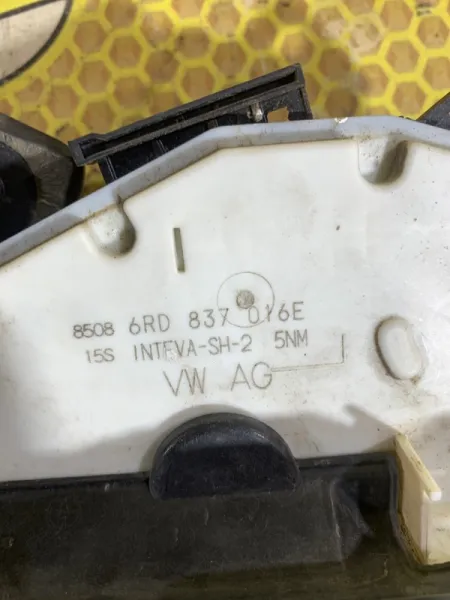 8508 6RD 837 016E
15S INTEVA-SH-2 5NM
VW AG